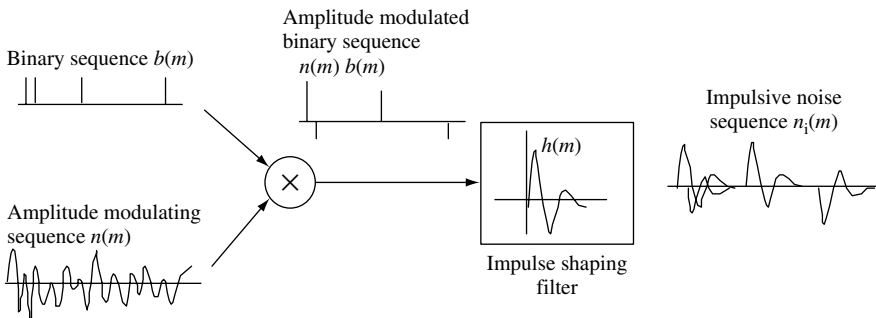 Binary sequence b(m)
Amplitude modulated
binary sequence
n(m) b(m)
Amplitude modulating
sequence n(m)
×
h(m)
Impulse shaping
filter
Impulsive noise
sequence nᵢ(m)